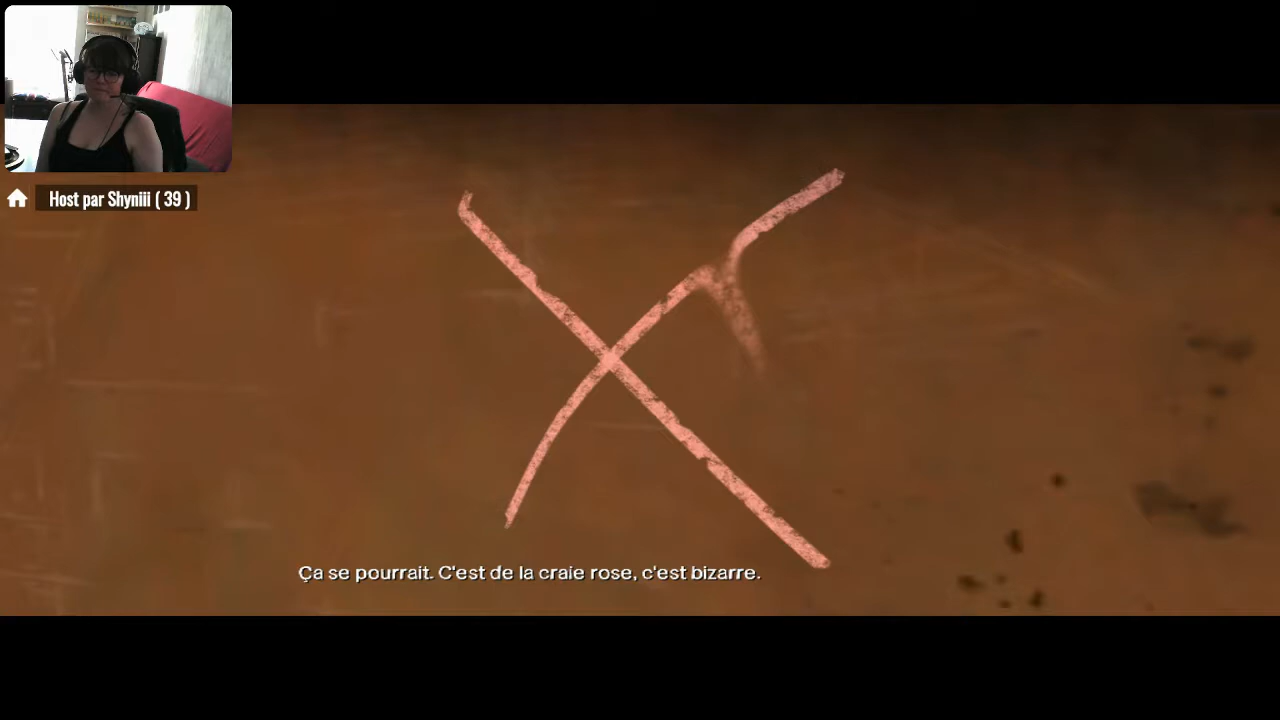 Host par Shyniii ( 39 )
Ça se pourrait. C'est de la craie rose, c'est bizarre.